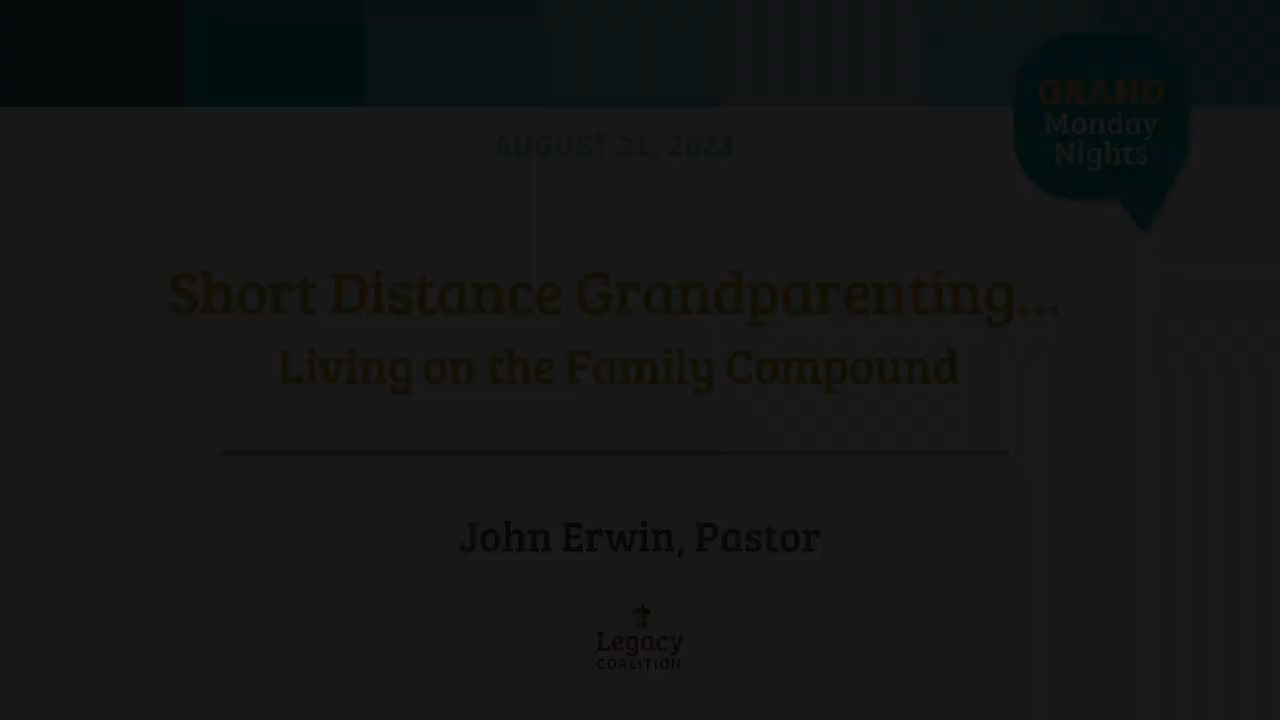 GRAND
Monday
Nights
AUGUST 21, 2023
Short Distance Grandparenting...
Living on the Family Compound
John Erwin, Pastor
Legacy
COALITION